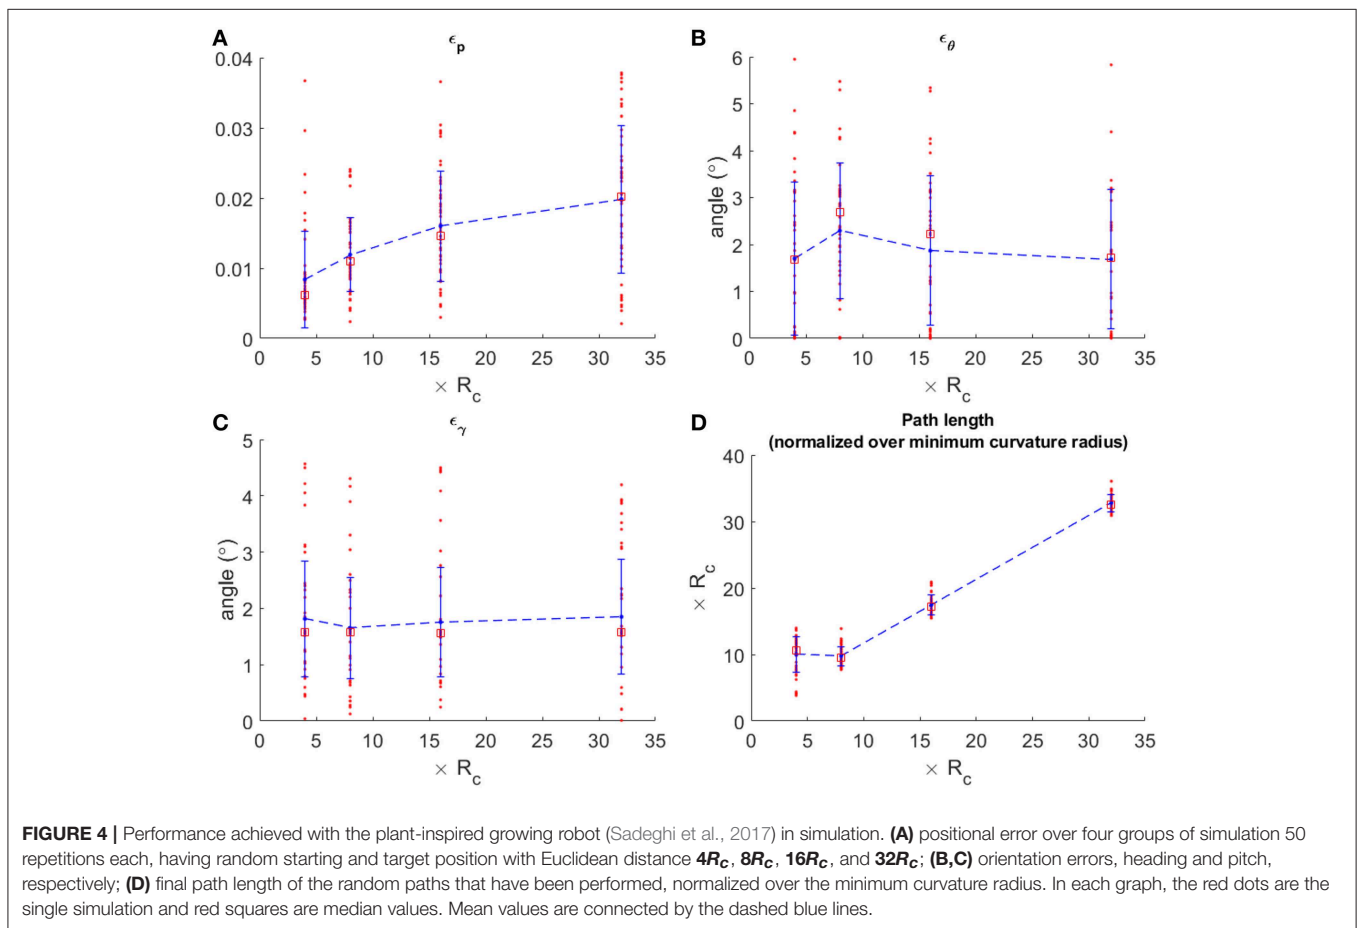 A
ϵp
0.04
0.03
0.02
0.01
0
0 5 10 15 20 25 30 35
× Rc
B
ϵθ
6
5
4
3
2
1
0
angle (°)
0 5 10 15 20 25 30 35
× Rc
C
ϵγ
5
4
3
2
1
0
angle (°)
0 5 10 15 20 25 30 35
× Rc
D
Path length
(normalized over minimum curvature radius)
40
30
20
10
0
× Rc
0 5 10 15 20 25 30 35
× Rc
FIGURE 4 | Performance achieved with the plant-inspired growing robot (Sadeghi et al., 2017) in simulation. (A) positional error over four groups of simulation 50
repetitions each, having random starting and target position with Euclidean distance 4Rc, 8Rc, 16Rc, and 32Rc; (B,C) orientation errors, heading and pitch,
respectively; (D) final path length of the random paths that have been performed, normalized over the minimum curvature radius. In each graph, the red dots are the
single simulation and red squares are median values. Mean values are connected by the dashed blue lines.